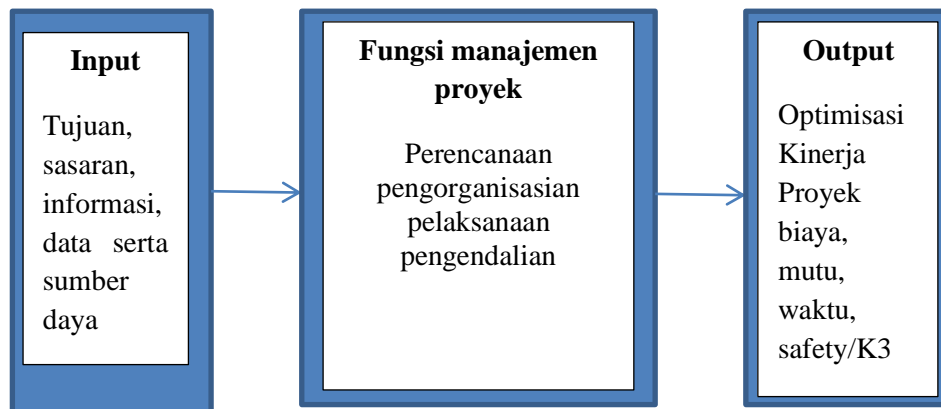 Input
Tujuan,
sasaran,
informasi,
data serta
sumber
daya
Fungsi manajemen
proyek
Perencanaan
pengorganisasian
pelaksanaan
pengendalian
Output
Optimisasi
Kinerja
Proyek
biaya,
mutu,
waktu,
safety/K3